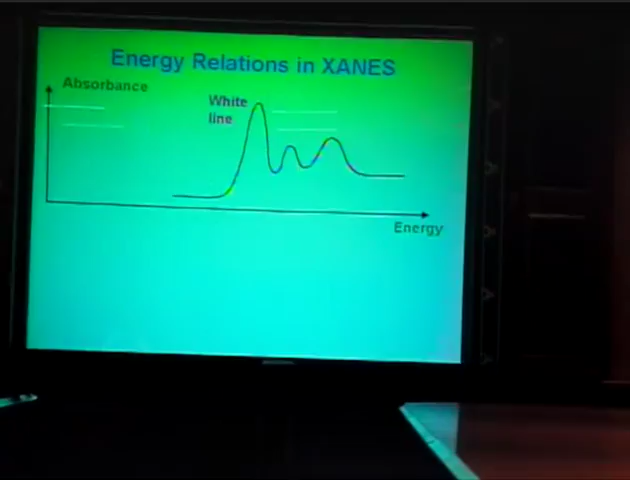 Energy Relations in XANES
Absorbance
White
line
Energy